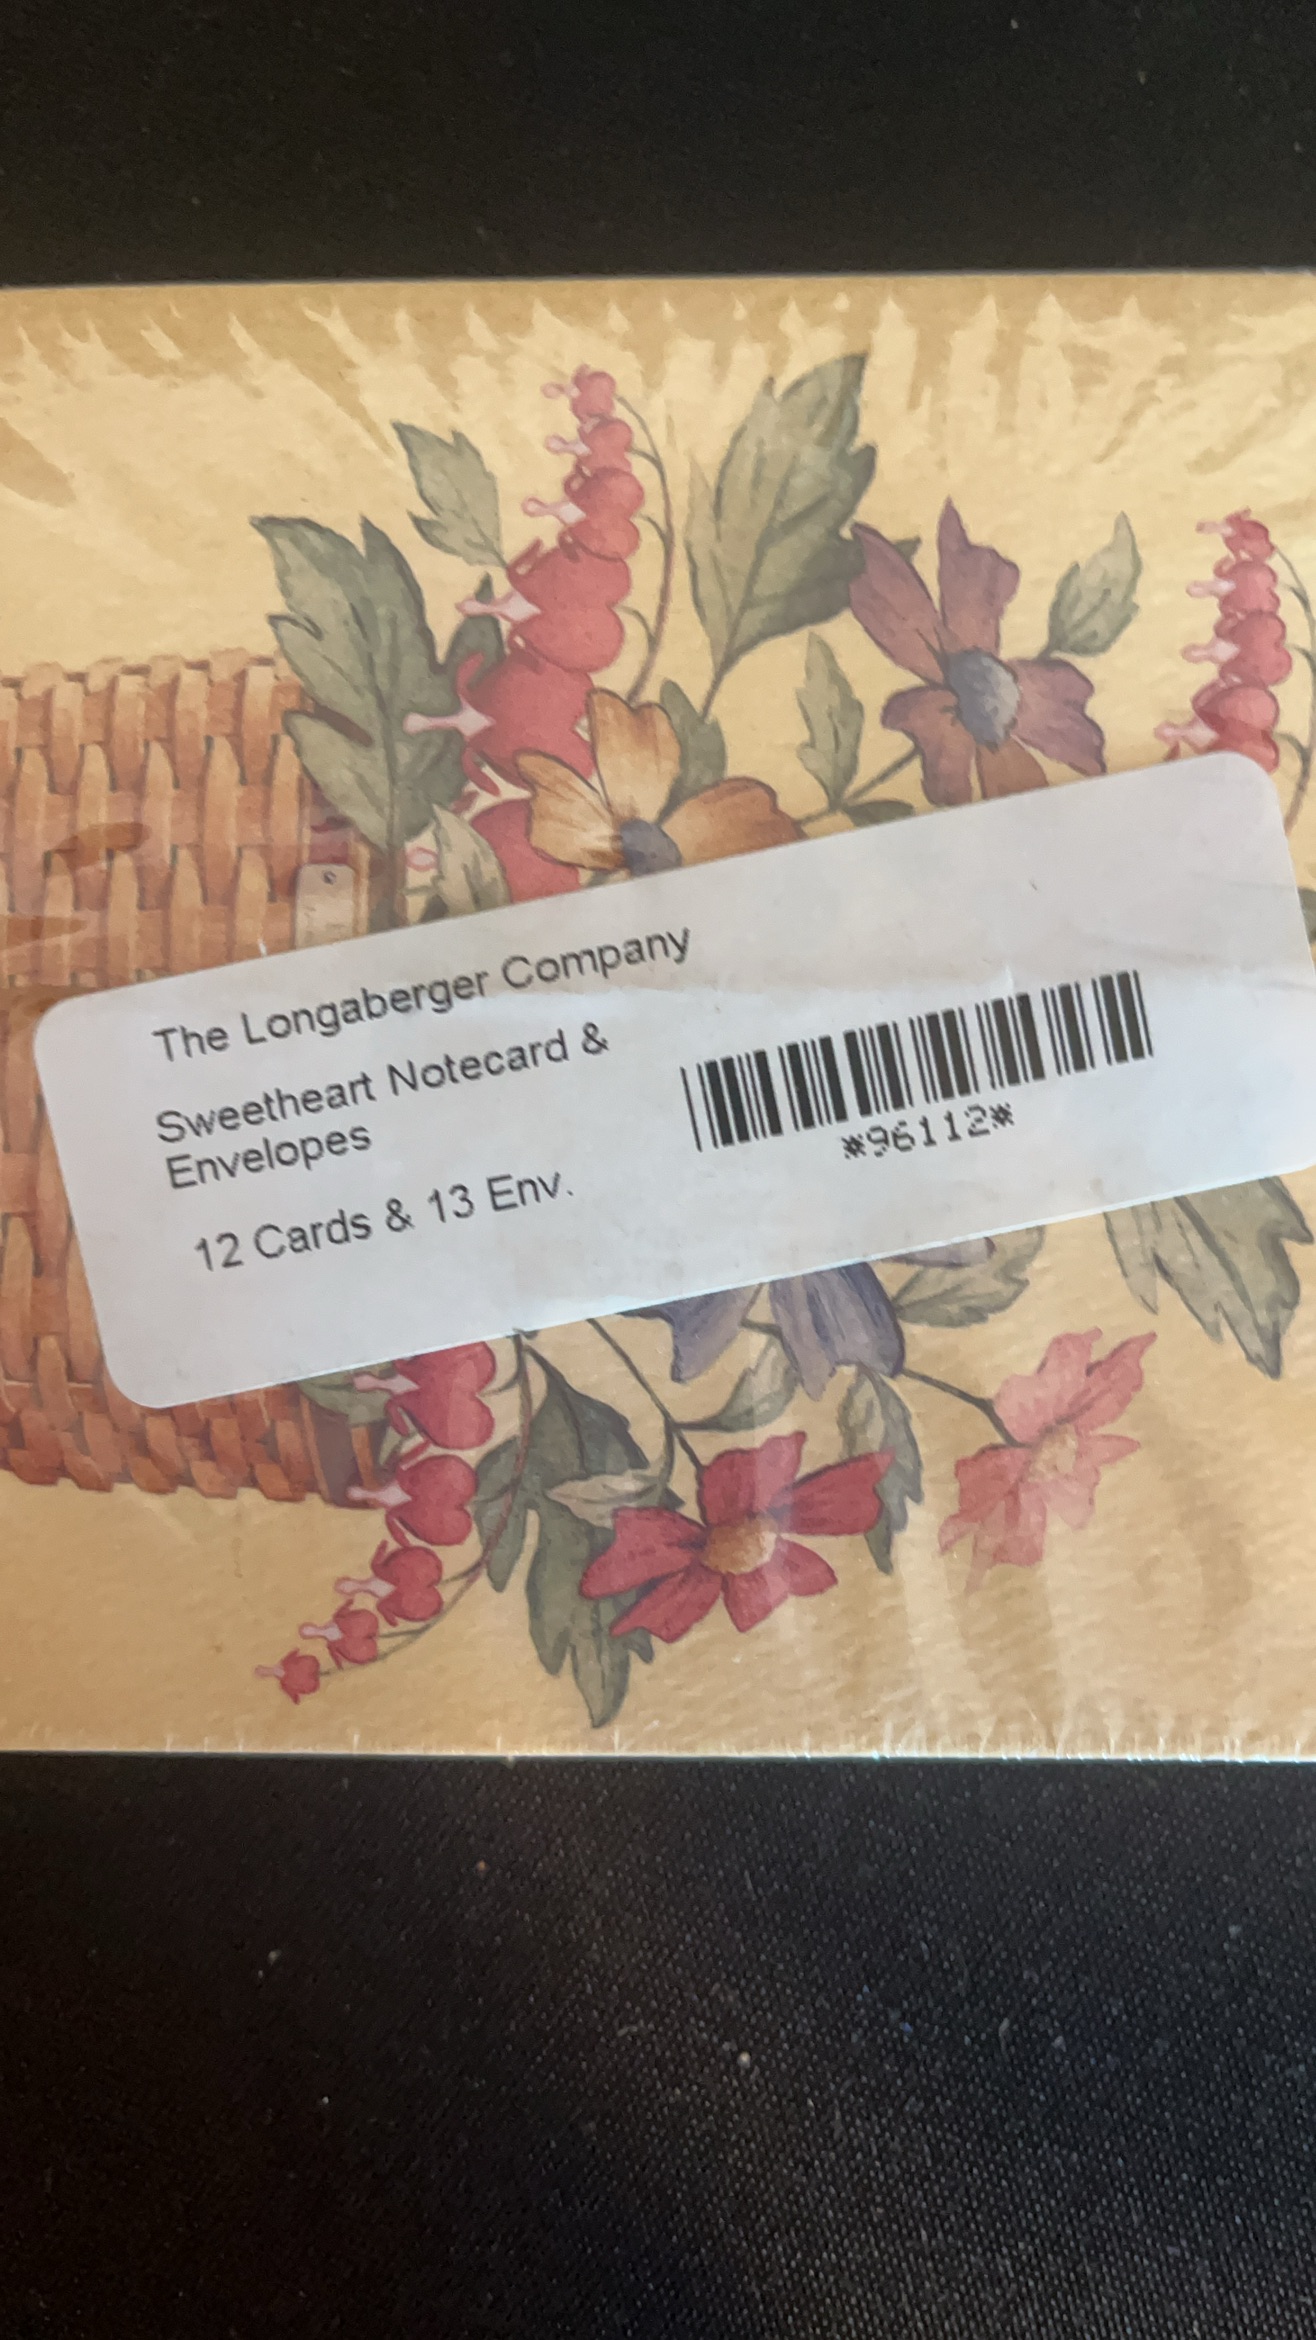 The Longaberger Company
Sweetheart Notecard &
Envelopes
12 Cards & 13 Env.
*96112*